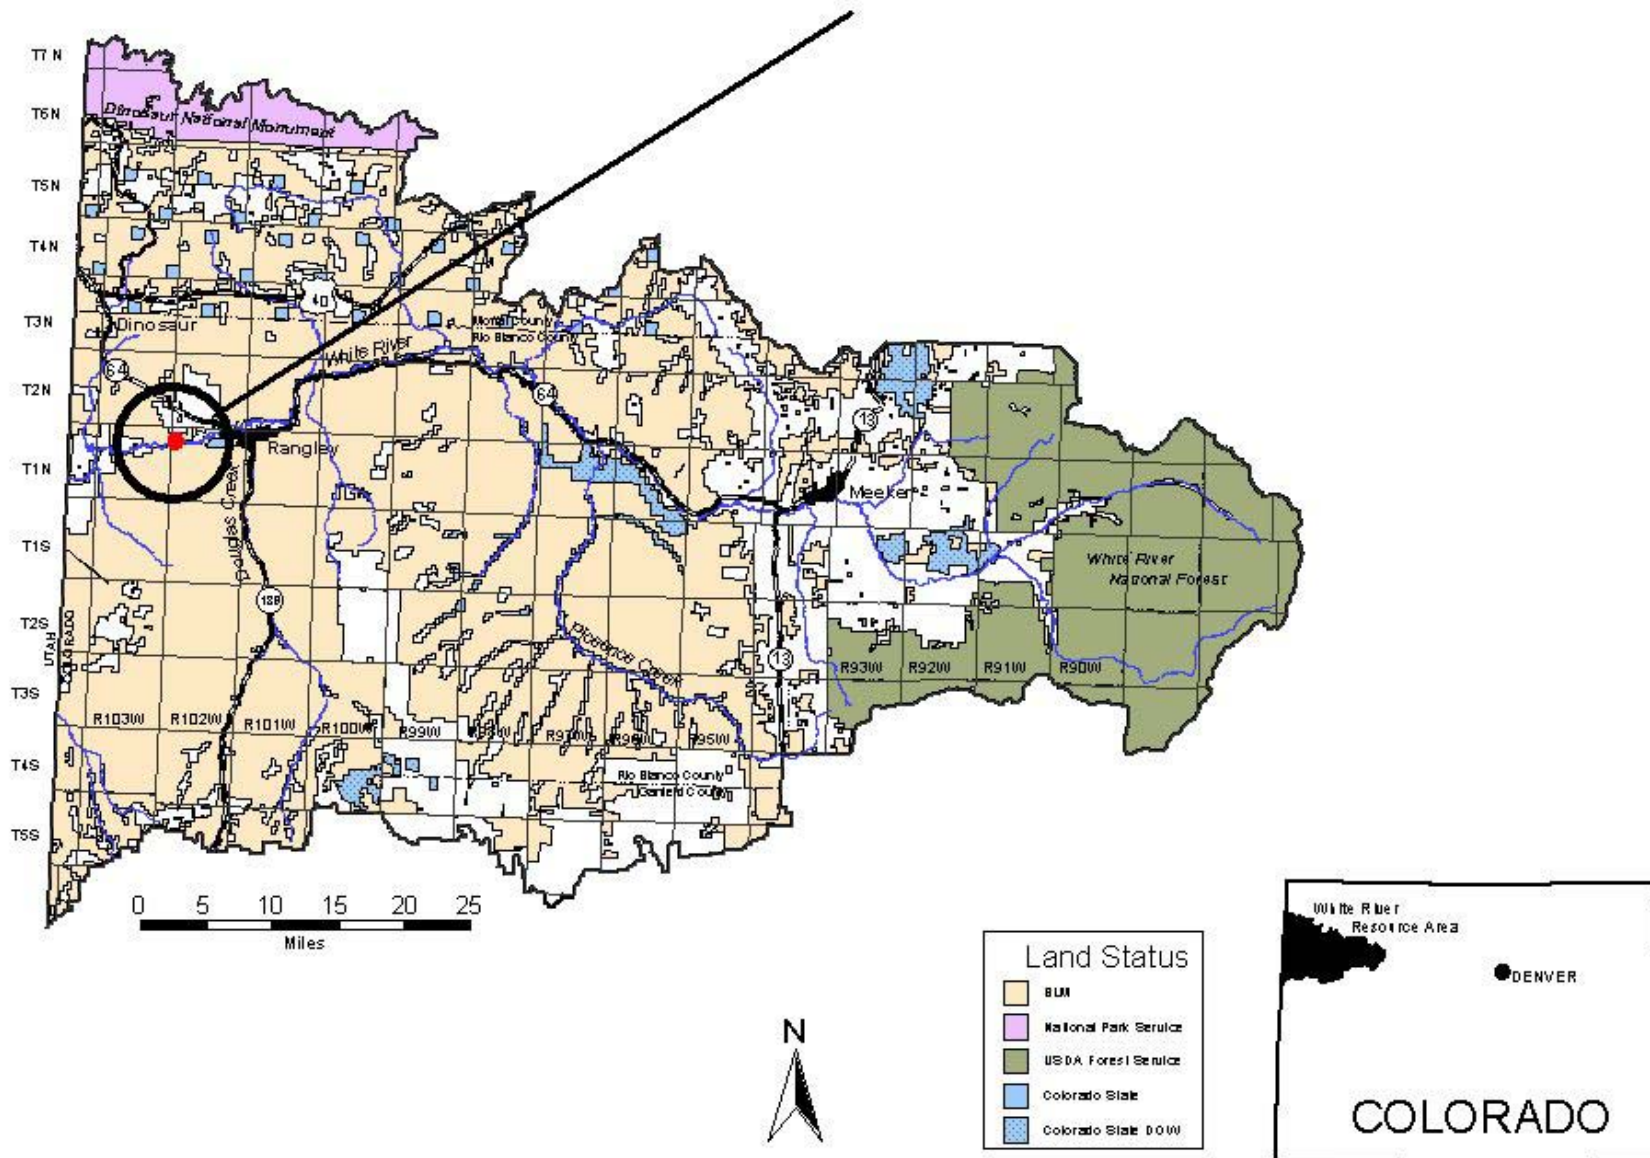 T7 N
T6N
T5N
T4N
T3N
T2N
T1N
T1S
T2S
T3S
T4S
T5S
Dinosaur National Monument
40
Dinosaur
Moffat County
Rio Blanco County
White River
64
64
13
Rangley
Meeker
Douglas Creek
White River
National Forest
139
UTAH
COLORADO
Piceance Creek
13
R93W
R92W
R91W
R90W
R103W
R102W
R101W
R100W
R99W
R98W
R97W
R96W
R95W
Rio Blanco County
Garfield County
0 5 10 15 20 25
Miles
N
Land Status
BLM
National Park Service
USDA Forest Service
Colorado State
Colorado State DOW
White River
Resource Area
DENVER
COLORADO